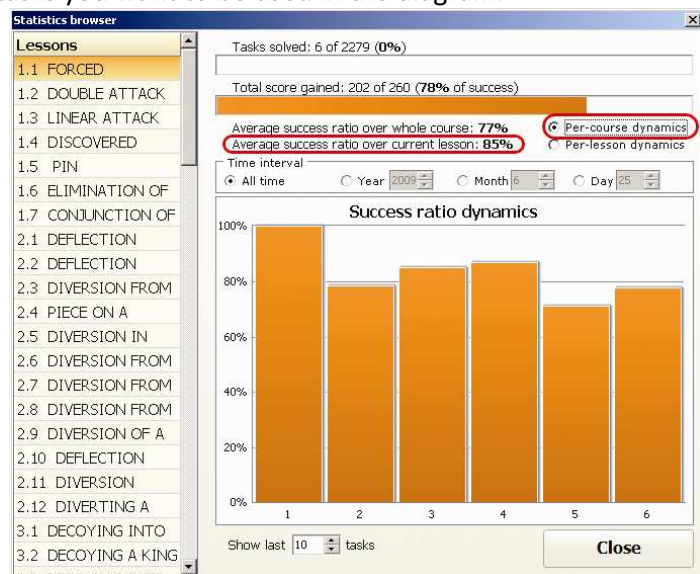 Statistics browser
Lessons
1.1 FORCED
1.2 DOUBLE ATTACK
1.3 LINEAR ATTACK
1.4 DISCOVERED
1.5 PIN
1.6 ELIMINATION OF
1.7 CONJUNCTION OF
2.1 DEFLECTION
2.2 DEFLECTION
2.3 DIVERSION FROM
2.4 PIECE ON A
2.5 DIVERSION IN
2.6 DIVERSION FROM
2.7 DIVERSION FROM
2.8 DIVERSION FROM
2.9 DIVERSION OF A
2.10 DEFLECTION
2.11 DIVERSION
2.12 DIVERTING A
3.1 DECOYING INTO
3.2 DECOYING A KING
Tasks solved: 6 of 2279 (0%)
Total score gained: 202 of 260 (78% of success)
Average success ratio over whole course: 77%
Average success ratio over current lesson: 85%
Per-course dynamics
Per-lesson dynamics
Time interval
All time Year 2009 Month 6 Day 25
Success ratio dynamics
100%
80%
60%
40%
20%
0%
1 2 3 4 5 6
Show last 10 tasks
Close